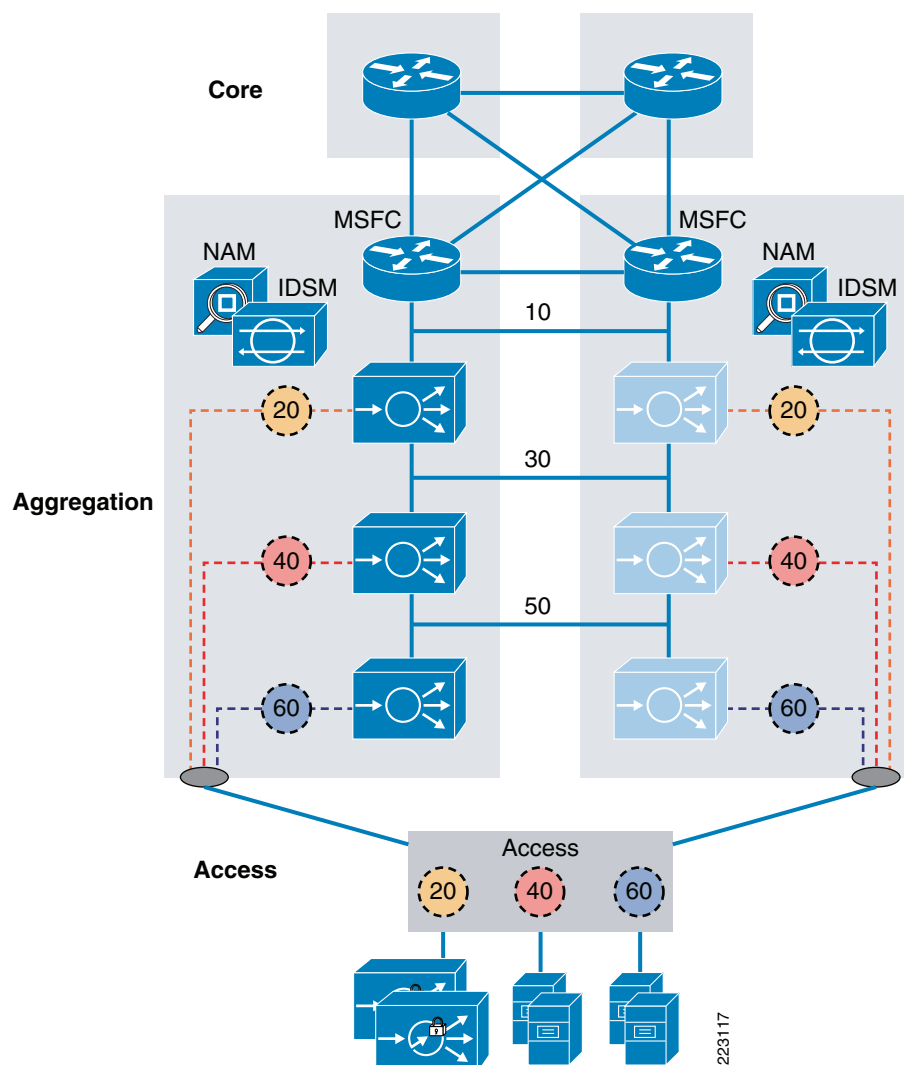 Core
MSFC
MSFC
NAM
IDSM
NAM
IDSM
10
20
20
30
Aggregation
40
40
50
60
60
Access
Access
20
40
60
223117